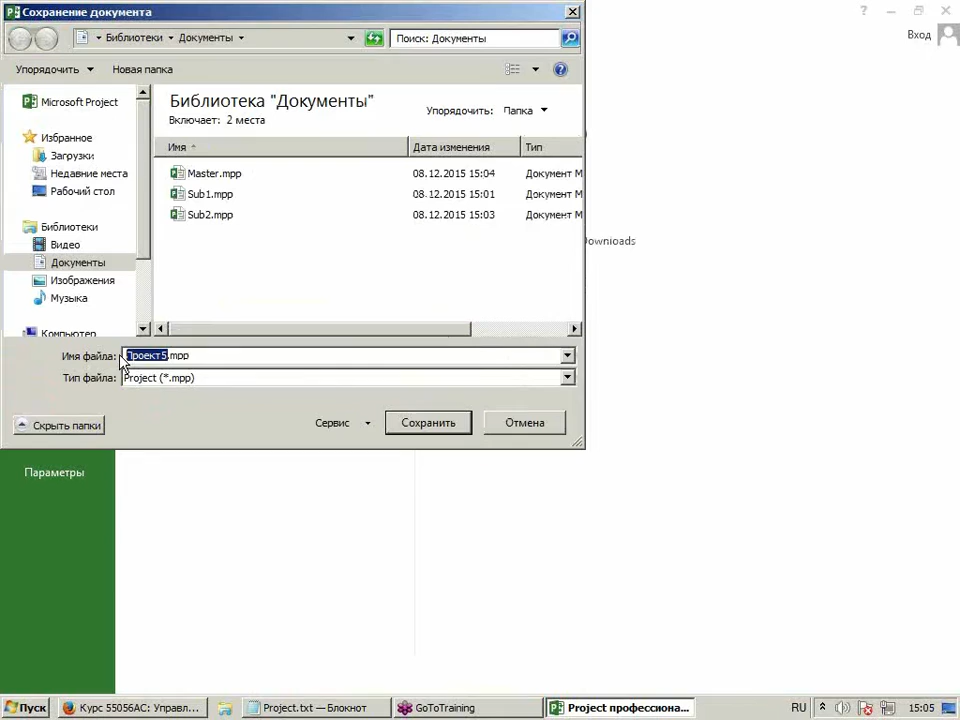 Сохранение документа
Вход
Библиотеки
Документы
Поиск: Документы
Упорядочить
Новая папка
Microsoft Project
Избранное
Загрузки
Недавние места
Рабочий стол
Библиотеки
Видео
Документы
Изображения
Музыка
Компьютер
Библиотека "Документы"
Включает: 2 места
Упорядочить: Папка
Имя
Дата изменения
Тип
Master.mpp 08.12.2015 15:04 Документ M
Sub1.mpp 08.12.2015 15:01 Документ M
Sub2.mpp 08.12.2015 15:03 Документ M
ownloads
Имя файла: Проект5.mpp
Тип файла: Project (*.mpp)
Скрыть папки
Сервис
Сохранить
Отмена
Параметры
Пуск
Курс 55056AC: Управл...
Project.txt — Блокнот
GoToTraining
Project профессиона...
RU
15:05